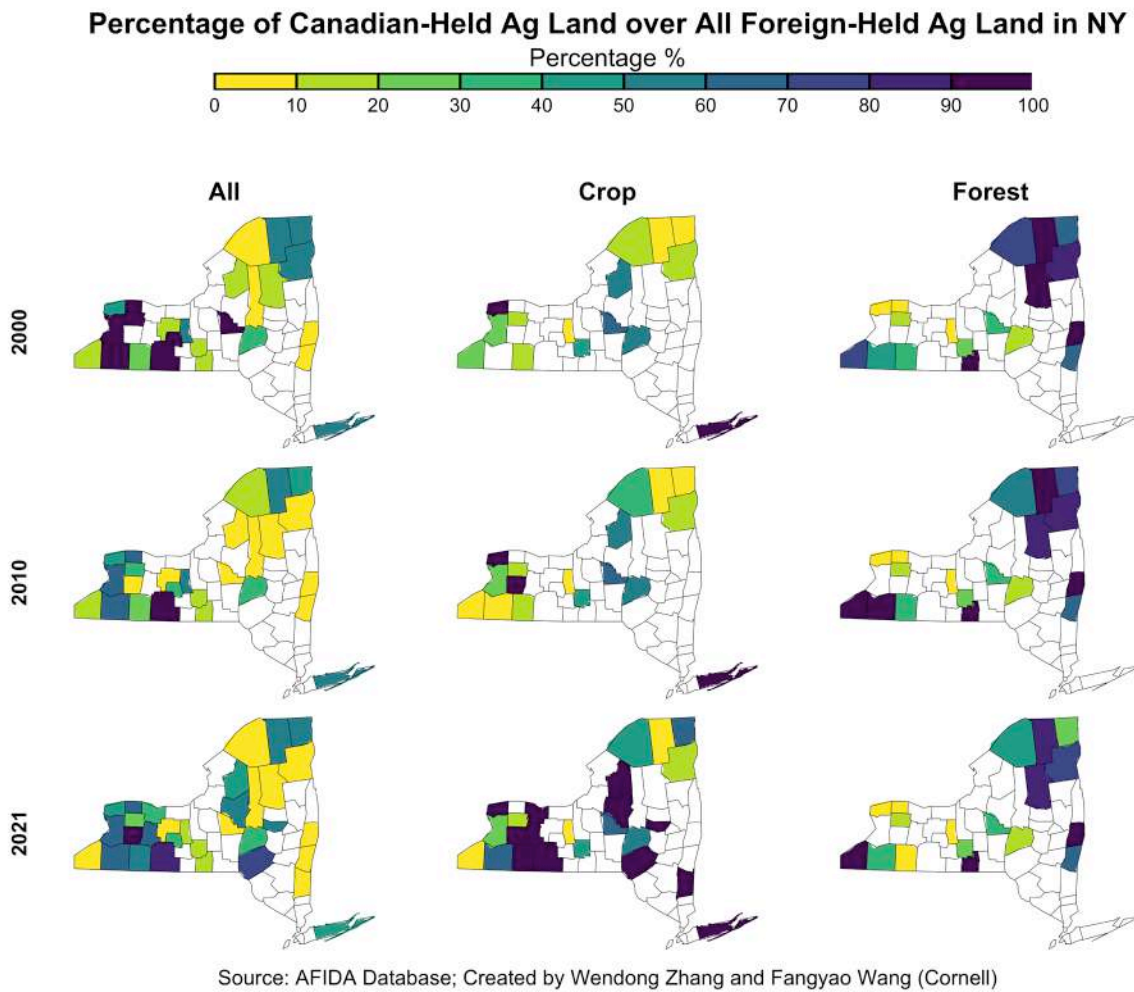 Percentage of Canadian-Held Ag Land over All Foreign-Held Ag Land in NY
Percentage %
0 10 20 30 40 50 60 70 80 90 100
All Crop Forest
2000
2010
2021
Source: AFIDA Database; Created by Wendong Zhang and Fangyao Wang (Cornell)